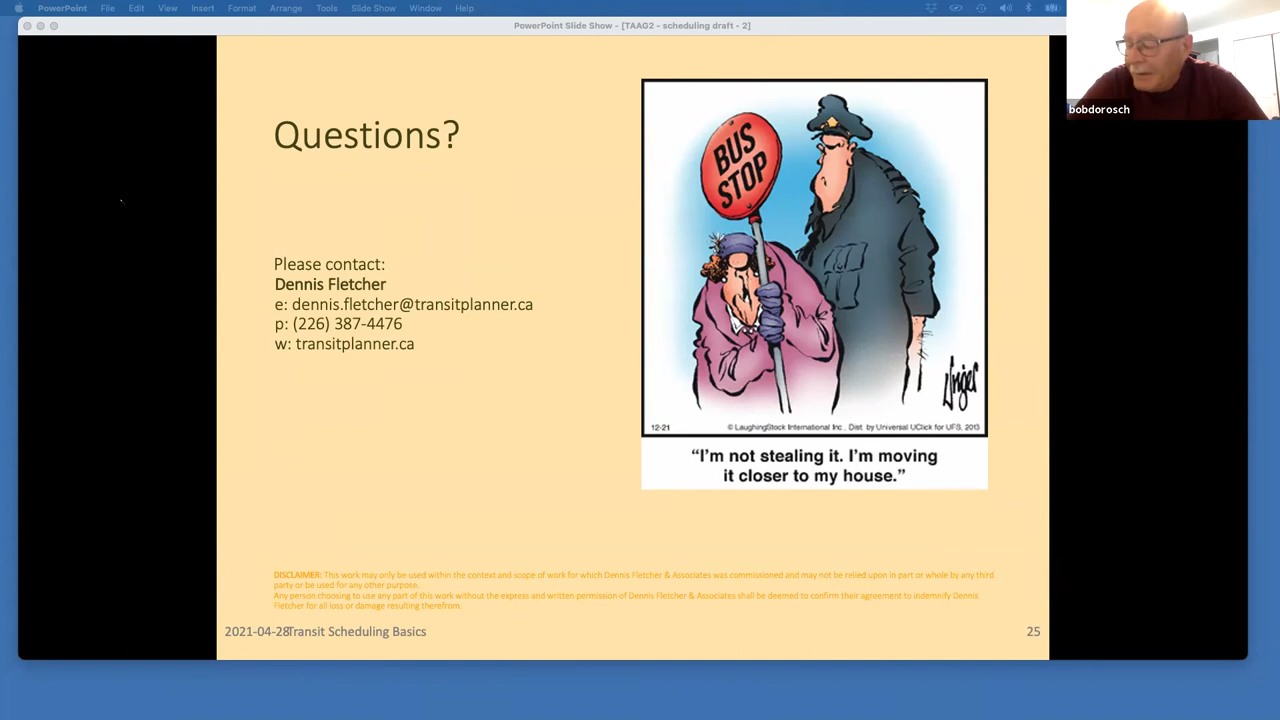 PowerPoint File Edit View Insert Format Arrange Tools Slide Show Window Help
PowerPoint Slide Show - [TAAG2 - scheduling draft - 2]
bobdorosch
Questions?
Please contact:
Dennis Fletcher
e: dennis.fletcher@transitplanner.ca
p: (226) 387-4476
w: transitplanner.ca
BUS
STOP
Unger
12-21
© LaughingStock International Inc., Dist. by Universal UClick for UFS, 2013
“I’m not stealing it. I’m moving
it closer to my house.”
DISCLAIMER: This work may only be used within the context and scope of work for which Dennis Fletcher & Associates was commissioned and may not be relied upon in part or whole by any third
party or be used for any other purpose.
Any person choosing to use any part of this work without the express and written permission of Dennis Fletcher & Associates shall be deemed to confirm their agreement to indemnify Dennis
Fletcher for all loss or damage resulting therefrom.
2021-04-28 Transit Scheduling Basics
25